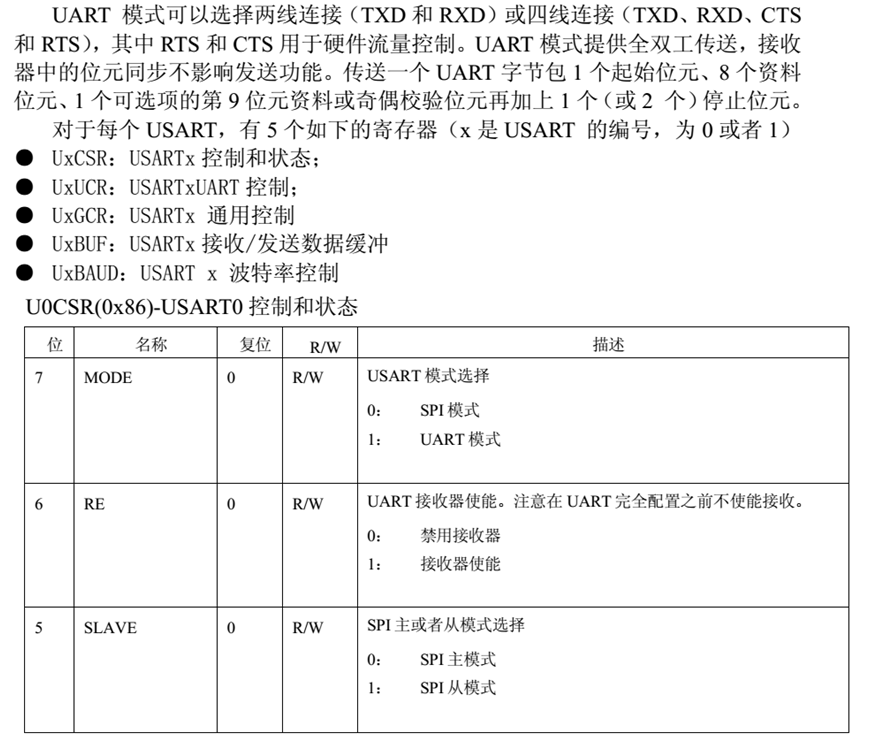 UART 模式可以选择两线连接（TXD 和 RXD）或四线连接（TXD、RXD、CTS
和 RTS），其中 RTS 和 CTS 用于硬件流量控制。UART 模式提供全双工传送，接收
器中的位元同步不影响发送功能。传送一个 UART 字节包 1 个起始位元、8 个资料
位元、1 个可选项的第 9 位元资料或奇偶校验位元再加上 1 个（或 2 个）停止位元。
对于每个 USART，有 5 个如下的寄存器（x 是 USART 的编号，为 0 或者 1）
● UxCSR：USARTx 控制和状态；
● UxUCR：USARTxUART 控制；
● UxGCR：USARTx 通用控制
● UxBUF：USARTx 接收/发送数据缓冲
● UxBAUD：USART x 波特率控制
U0CSR(0x86)-USART0 控制和状态
位 名称 复位 R/W 描述
7 MODE 0 R/W USART 模式选择
0： SPI 模式
1： UART 模式
6 RE 0 R/W UART 接收器使能。注意在 UART 完全配置之前不使能接收。
0： 禁用接收器
1： 接收器使能
5 SLAVE 0 R/W SPI 主或者从模式选择
0： SPI 主模式
1： SPI 从模式